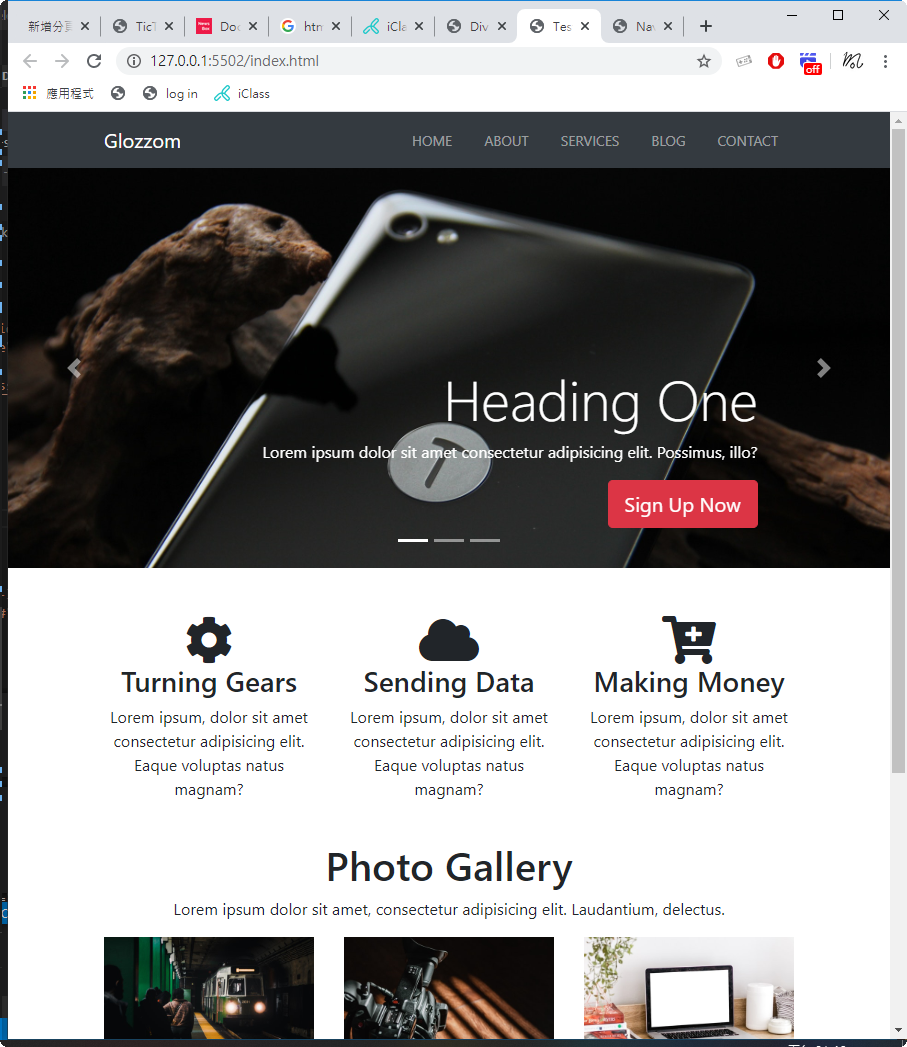 新增分頁
TicT
Doc
htm
iCla
Div
Tes
Nav
127.0.0.1:5502/index.html
off
應用程式
log in
iClass
Glozzom
HOME ABOUT SERVICES BLOG CONTACT
Heading One
Lorem ipsum dolor sit amet consectetur adipisicing elit. Possimus, illo?
T
Sign Up Now
Turning Gears
Lorem ipsum, dolor sit amet
consectetur adipisicing elit.
Eaque voluptas natus
magnam?
Sending Data
Lorem ipsum, dolor sit amet
consectetur adipisicing elit.
Eaque voluptas natus
magnam?
Making Money
Lorem ipsum, dolor sit amet
consectetur adipisicing elit.
Eaque voluptas natus
magnam?
Photo Gallery
Lorem ipsum dolor sit amet, consectetur adipisicing elit. Laudantium, delectus.